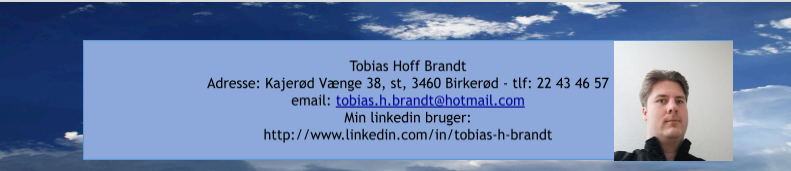 Tobias Hoff Brandt
Adresse: Kajerød Vænge 38, st, 3460 Birkerød - tlf: 22 43 46 57
email: tobias.h.brandt@hotmail.com
Min linkedin bruger:
http://www.linkedin.com/in/tobias-h-brandt